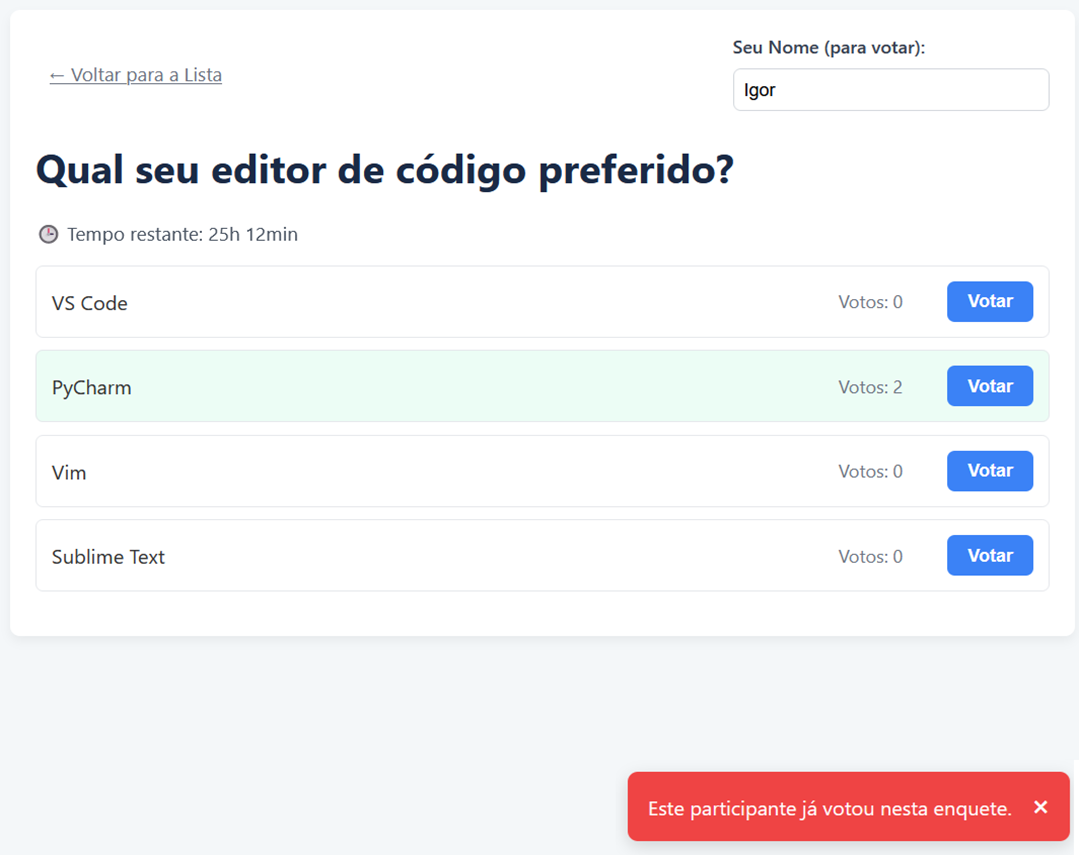 ← Voltar para a Lista
Seu Nome (para votar):
Igor
Qual seu editor de código preferido?
Tempo restante: 25h 12min
VS Code Votos: 0 Votar
PyCharm Votos: 2 Votar
Vim Votos: 0 Votar
Sublime Text Votos: 0 Votar
Este participante já votou nesta enquete. ×